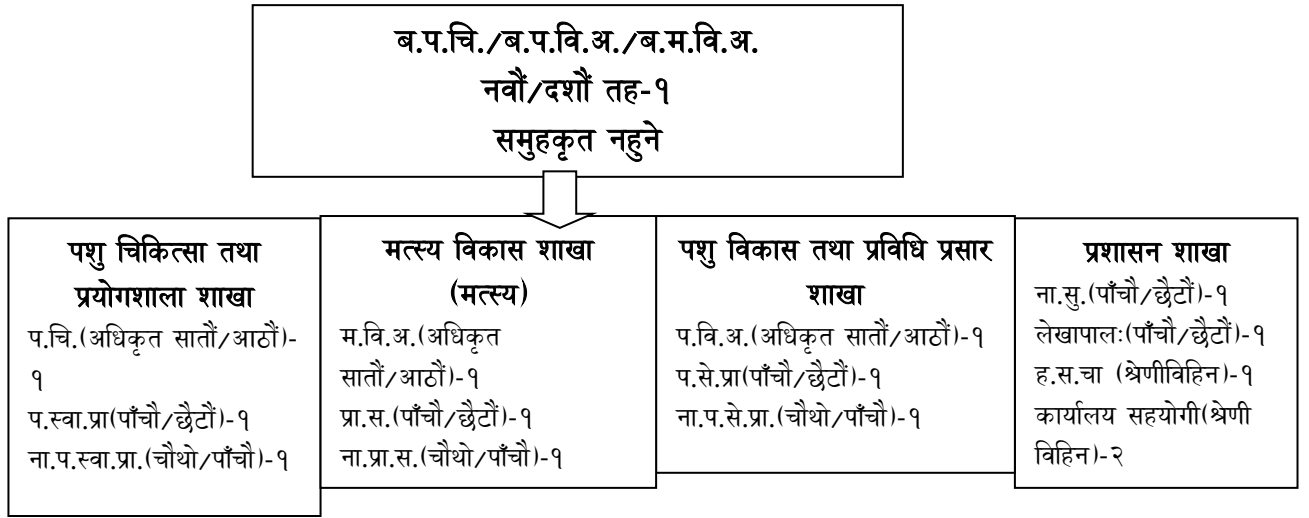 ब.प.चि./ब.प.वि.अ./ब.म.वि.अ.
नवौं/दशौं तह-१
समुहकृत नहुने
पशु चिकित्सा तथा
प्रयोगशाला शाखा
प.चि.(अधिकृत सातौं/आठौं)-
१
प.स्वा.प्रा(पाँचौ/छैटौं)-१
ना.प.स्वा.प्रा.(चौथो/पाँचौ)-१
मत्स्य विकास शाखा
(मत्स्य)
म.वि.अ.(अधिकृत
सातौं/आठौं)-१
प्रा.स.(पाँचौ/छैटौं)-१
ना.प्रा.स.(चौथो/पाँचौ)-१
पशु विकास तथा प्रविधि प्रसार
शाखा
प.वि.अ.(अधिकृत सातौं/आठौं)-१
प.से.प्रा(पाँचौ/छैटौं)-१
ना.प.से.प्रा.(चौथो/पाँचौ)-१
प्रशासन शाखा
ना.सु.(पाँचौ/छैटौं)-१
लेखापालः(पाँचौ/छैटौं)-१
ह.स.चा (श्रेणीविहिन)-१
कार्यालय सहयोगी(श्रेणी
विहिन)-२